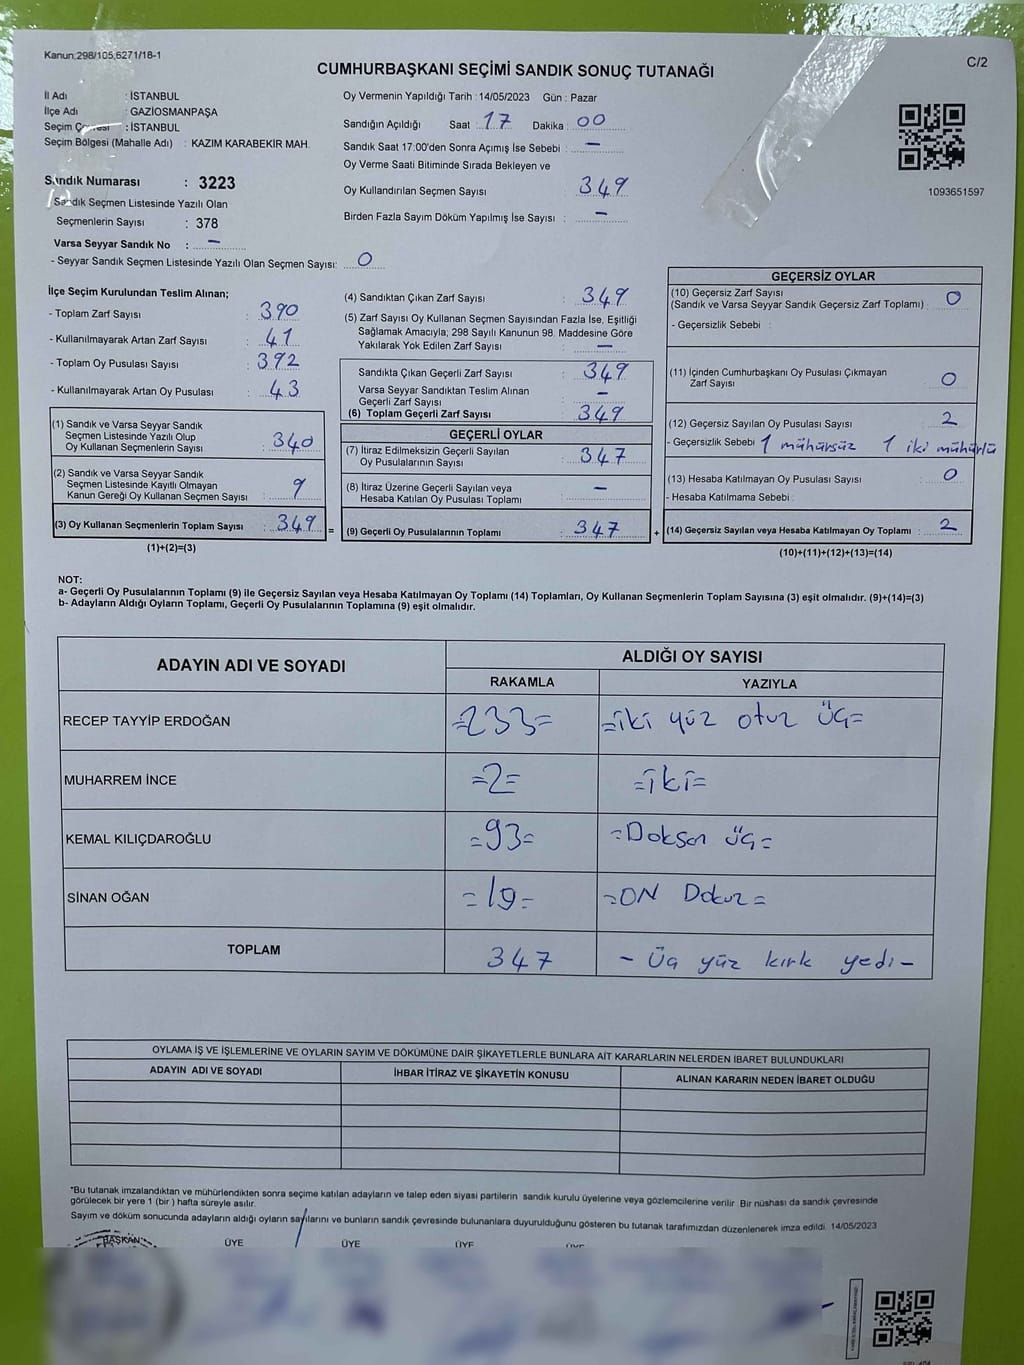 Kanun:298/105,6271/18-1
C/2
CUMHURBAŞKANI SEÇİMİ SANDIK SONUÇ TUTANAĞI
İl Adı : İSTANBUL
İlçe Adı : GAZİOSMANPAŞA
Seçim Çevresi : İSTANBUL
Seçim Bölgesi (Mahalle Adı) : KAZIM KARABEKİR MAH.
Sandık Numarası : 3223
Sandık Seçmen Listesinde Yazılı Olan
Seçmenlerin Sayısı : 378
Varsa Seyyar Sandık No : -
- Seyyar Sandık Seçmen Listesinde Yazılı Olan Seçmen Sayısı: 0
Oy Vermenin Yapıldığı Tarih : 14/05/2023 Gün : Pazar
Sandığın Açıldığı Saat : 17 Dakika : 00
Sandık Saat 17:00'den Sonra Açımış İse Sebebi : -
Oy Verme Saati Bitiminde Sırada Bekleyen ve
Oy Kullandırılan Seçmen Sayısı : 349
Birden Fazla Sayım Döküm Yapılmış İse Sayısı : -
1093651597
İlçe Seçim Kurulundan Teslim Alınan;
- Toplam Zarf Sayısı : 390
- Kullanılmayarak Artan Zarf Sayısı : 41
- Toplam Oy Pusulası Sayısı : 392
- Kullanılmayarak Artan Oy Pusulası : 43
(1) Sandık ve Varsa Seyyar Sandık
Seçmen Listesinde Yazılı Olup
Oy Kullanan Seçmenlerin Sayısı : 340
(2) Sandık ve Varsa Seyyar Sandık
Seçmen Listesinde Kayıtlı Olmayan
Kanun Gereği Oy Kullanan Seçmen Sayısı : 9
(3) Oy Kullanan Seçmenlerin Toplam Sayısı : 349 =
(1)+(2)=(3)
(4) Sandıktan Çıkan Zarf Sayısı : 349
(5) Zarf Sayısı Oy Kullanan Seçmen Sayısından Fazla İse, Eşitliği
Sağlamak Amacıyla; 298 Sayılı Kanunun 98. Maddesine Göre
Yakılarak Yok Edilen Zarf Sayısı : -
Sandıkta Çıkan Geçerli Zarf Sayısı : 349
Varsa Seyyar Sandıktan Teslim Alınan
Geçerli Zarf Sayısı : -
(6) Toplam Geçerli Zarf Sayısı : 349
GEÇERLİ OYLAR
(7) İtiraz Edilmeksizin Geçerli Sayılan
Oy Pusulalarının Sayısı : 347
(8) İtiraz Üzerine Geçerli Sayılan veya
Hesaba Katılan Oy Pusulası Toplamı : -
(9) Geçerli Oy Pusulalarının Toplamı : 347 +
GEÇERSİZ OYLAR
(10) Geçersiz Zarf Sayısı
(Sandık ve Varsa Seyyar Sandık Geçersiz Zarf Toplamı) : 0
- Geçersizlik Sebebi :
(11) İçinden Cumhurbaşkanı Oy Pusulası Çıkmayan
Zarf Sayısı : 0
(12) Geçersiz Sayılan Oy Pusulası Sayısı : 2
- Geçersizlik Sebebi 1 mühürsüz 1 iki mühürlü
(13) Hesaba Katılmayan Oy Pusulası Sayısı : 0
- Hesaba Katılmama Sebebi :
(14) Geçersiz Sayılan veya Hesaba Katılmayan Oy Toplamı : 2
(10)+(11)+(12)+(13)=(14)
NOT:
a- Geçerli Oy Pusulalarının Toplamı (9) ile Geçersiz Sayılan veya Hesaba Katılmayan Oy Toplamı (14) Toplamları, Oy Kullanan Seçmenlerin Toplam Sayısına (3) eşit olmalıdır. (9)+(14)=(3)
b- Adayların Aldığı Oyların Toplamı, Geçerli Oy Pusulalarının Toplamına (9) eşit olmalıdır.
ADAYIN ADI VE SOYADI ALDIĞI OY SAYISI
RAKAMLA YAZIYLA
RECEP TAYYİP ERDOĞAN =233= =iki yüz otuz üç=
MUHARREM İNCE =2= =iki=
KEMAL KILIÇDAROĞLU =93= =Doksan üç=
SİNAN OĞAN =19= =ON Dokuz=
TOPLAM 347 - Üç yüz kırk yedi -
OYLAMA İŞ VE İŞLEMLERİNE VE OYLARIN SAYIM VE DÖKÜMÜNE DAİR ŞİKAYETLERLE BUNLARA AİT KARARLARIN NELERDEN İBARET BULUNDUKLARI
ADAYIN ADI VE SOYADI İHBAR İTİRAZ VE ŞİKAYETİN KONUSU ALINAN KARARIN NEDEN İBARET OLDUĞU
*Bu tutanak imzalandıktan ve mühürlendikten sonra seçime katılan adayların ve talep eden siyasi partilerin sandık kurulu üyelerine veya gözlemcilerine verilir. Bir nüshası da sandık çevresinde
görülecek bir yere 1 (bir ) hafta süreyle asılır.
Sayım ve döküm sonucunda adayların aldığı oyların sayılarını ve bunların sandık çevresinde bulunanlara duyurulduğunu gösteren bu tutanak tarafımızdan düzenlenerek imza edildi. 14/05/2023
BAŞKAN ÜYE ÜYE ÜYE ÜYE